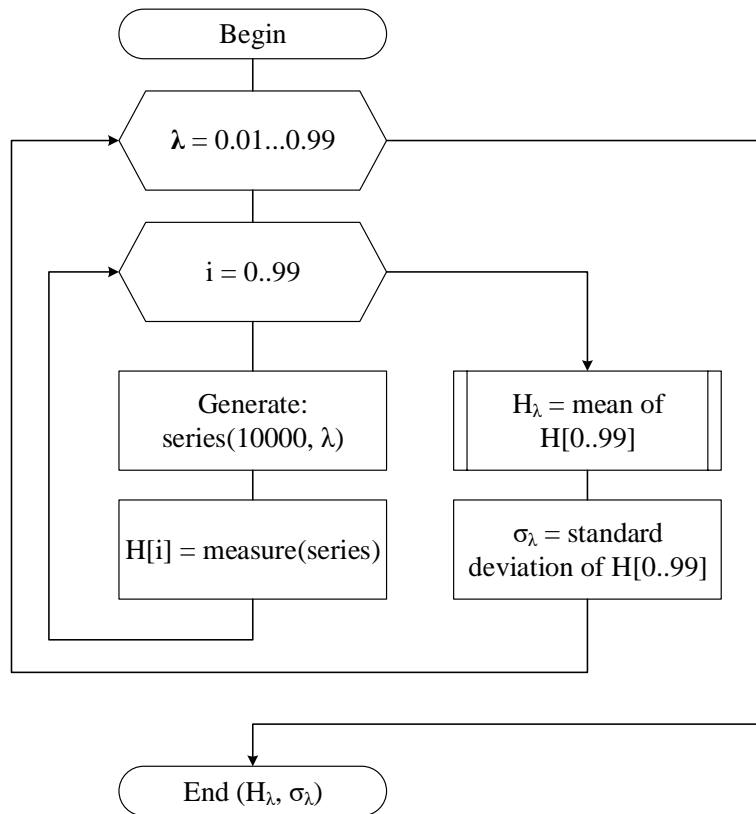 Begin
λ = 0.01...0.99
i = 0..99
Generate:
series(10000, λ)
H[i] = measure(series)
Hλ = mean of
H[0..99]
σλ = standard
deviation of H[0..99]
End (Hλ, σλ)